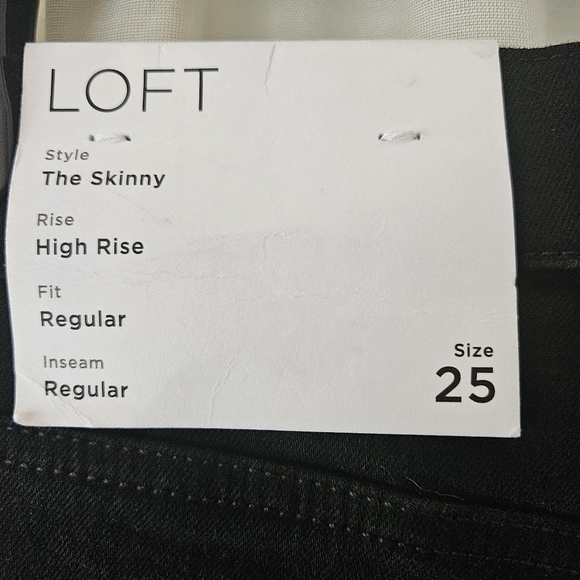 LOFT
Style
The Skinny
Rise
High Rise
Fit
Regular
Inseam
Regular
Size
25